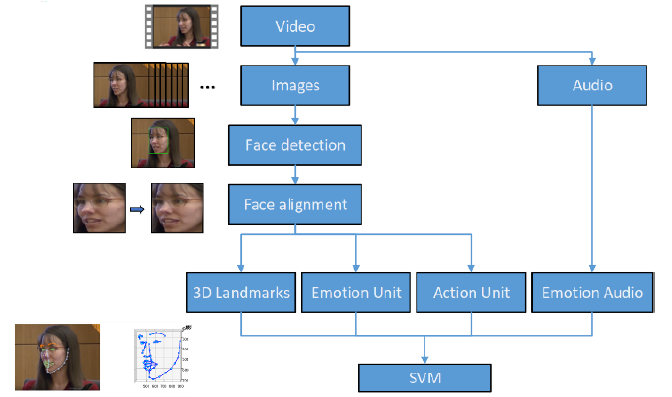 Video
...
Images
Audio
Face detection
Face alignment
3D Landmarks
Emotion Unit
Action Unit
Emotion Audio
SVM